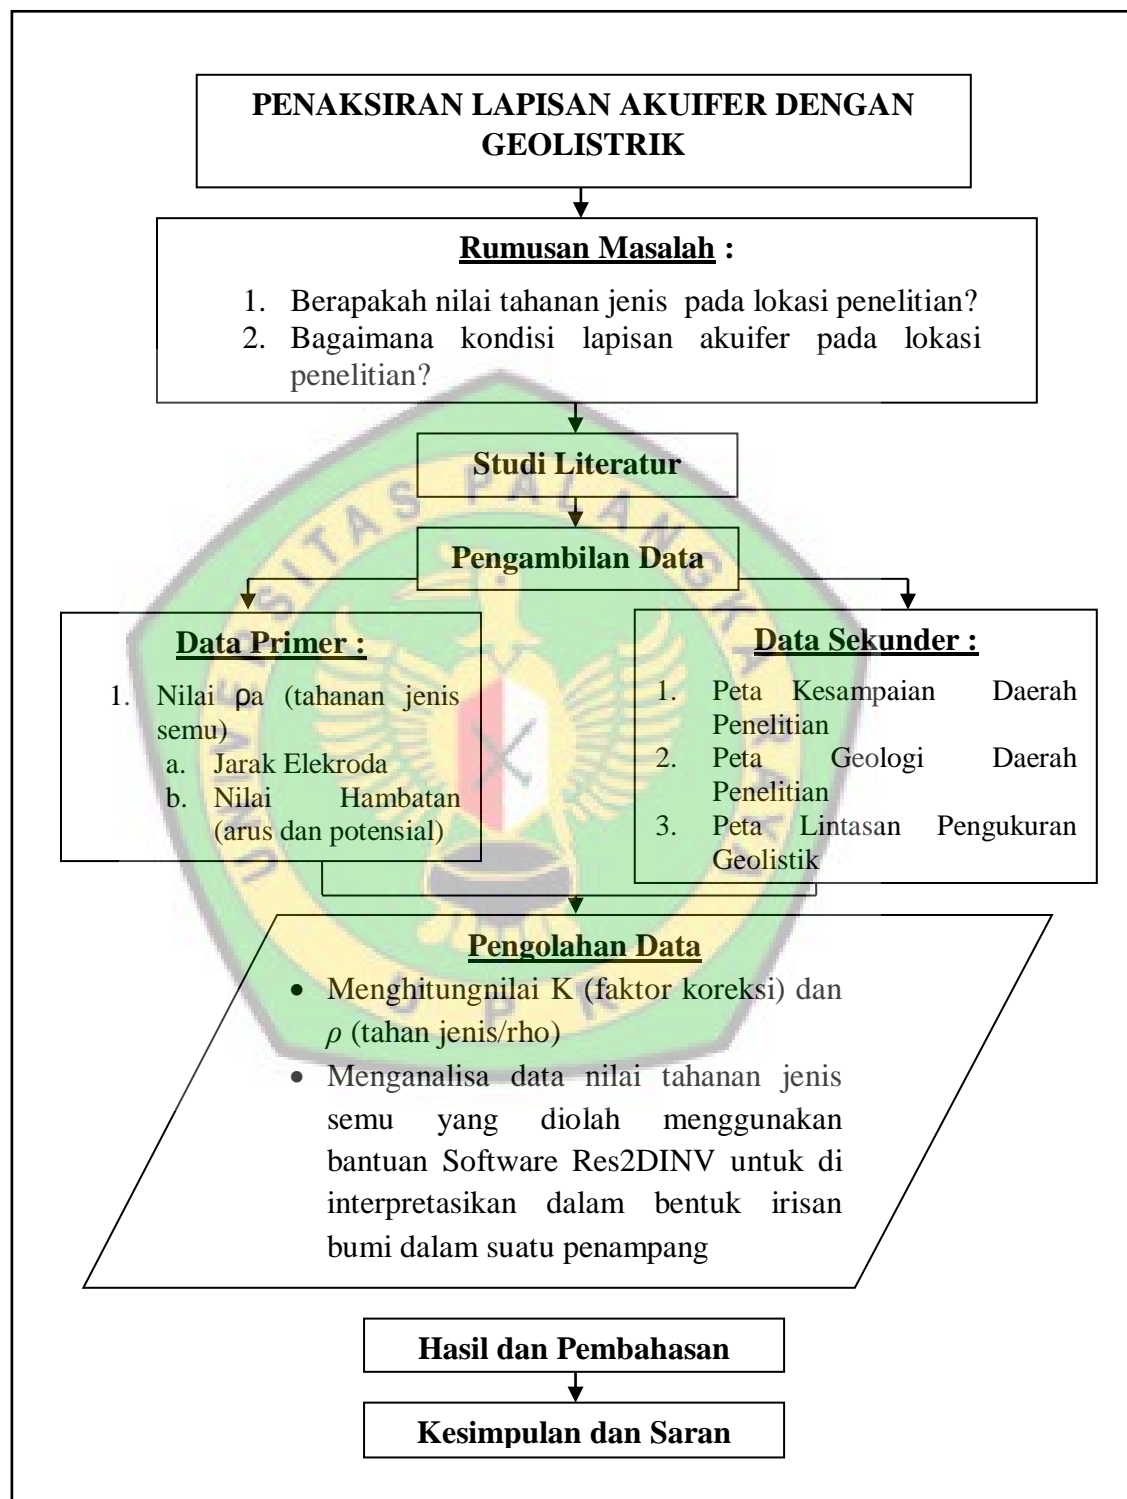 PENAKSIRAN LAPISAN AKUIFER DENGAN
GEOLISTRIK
Rumusan Masalah :
1. Berapakah nilai tahanan jenis pada lokasi penelitian?
2. Bagaimana kondisi lapisan akuifer pada lokasi
penelitian?
Studi Literatur
Pengambilan Data
Data Primer :
1. Nilai ρa (tahanan jenis
semu)
a. Jarak Elekroda
b. Nilai Hambatan
(arus dan potensial)
Data Sekunder :
1. Peta Kesampaian Daerah
Penelitian
2. Peta Geologi Daerah
Penelitian
3. Peta Lintasan Pengukuran
Geolistik
Pengolahan Data
• Menghitungnilai K (faktor koreksi) dan
ρ (tahan jenis/rho)
• Menganalisa data nilai tahanan jenis
semu yang diolah menggunakan
bantuan Software Res2DINV untuk di
interpretasikan dalam bentuk irisan
bumi dalam suatu penampang
Hasil dan Pembahasan
Kesimpulan dan Saran
UNIVERSITAS PALANGKA RAYA
UPR